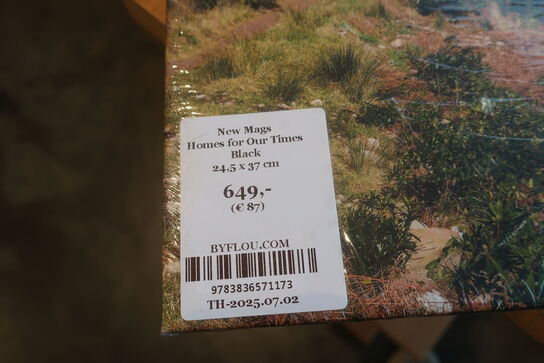 New Mags
Homes for Our Times
Black
24,5 x 37 cm
649,-
(€ 87)
BYFLOU.COM
9783836571173
TH-2025.07.02